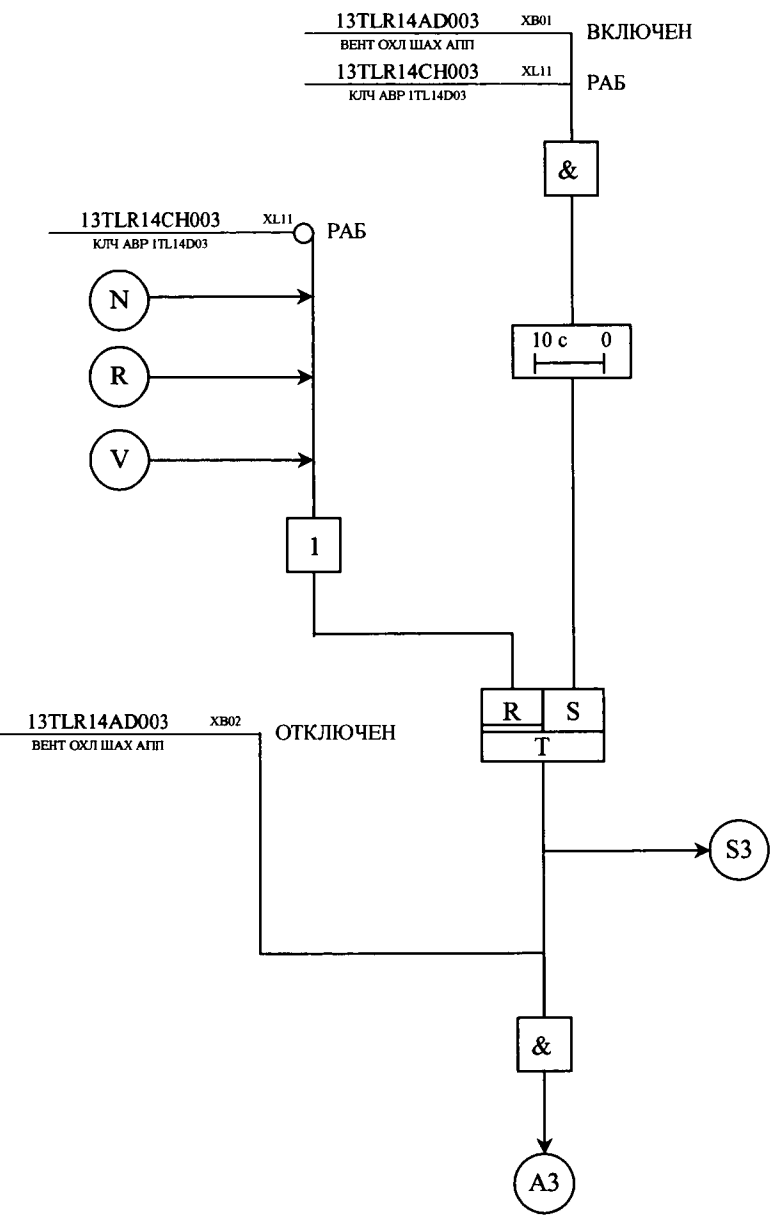 13TLR14AD003 XB01 ВКЛЮЧЕН
ВЕНТ ОХЛ ШАХ АПП
13TLR14CH003 XL11 РАБ
КЛЧ АВР 1TL14D03
&
13TLR14CH003 XL11 РАБ
КЛЧ АВР 1TL14D03
N
10 с 0
R
V
1
R S
T
13TLR14AD003 XB02 ОТКЛЮЧЕН
ВЕНТ ОХЛ ШАХ АПП
S3
&
A3